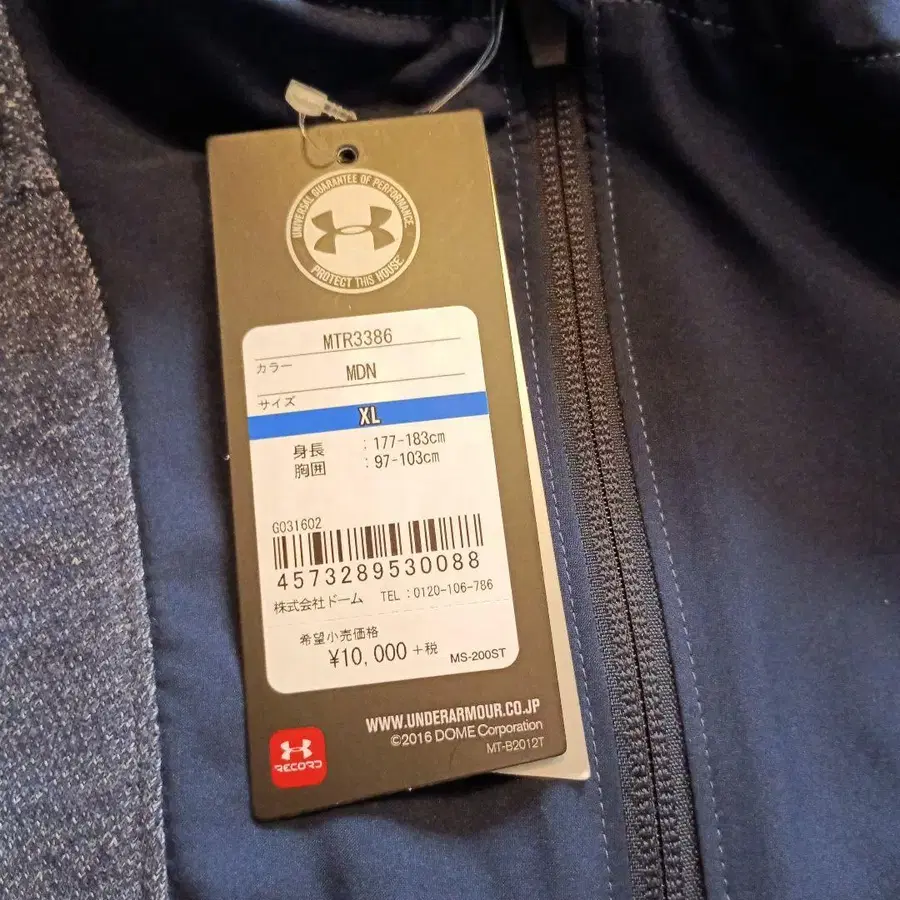 UNIVERSAL GUARANTEE OF PERFORMANCE
PROTECT THIS HOUSE
MTR3386
カラー
MDN
サイズ
XL
身長 : 177-183cm
胸囲 : 97-103cm
G031602
4573289530088
株式会社ドーム TEL : 0120-106-786
希望小売価格
¥10,000 +税
MS-200ST
WWW.UNDERARMOUR.CO.JP
©2016 DOME Corporation
MT-B2012T
RECORD